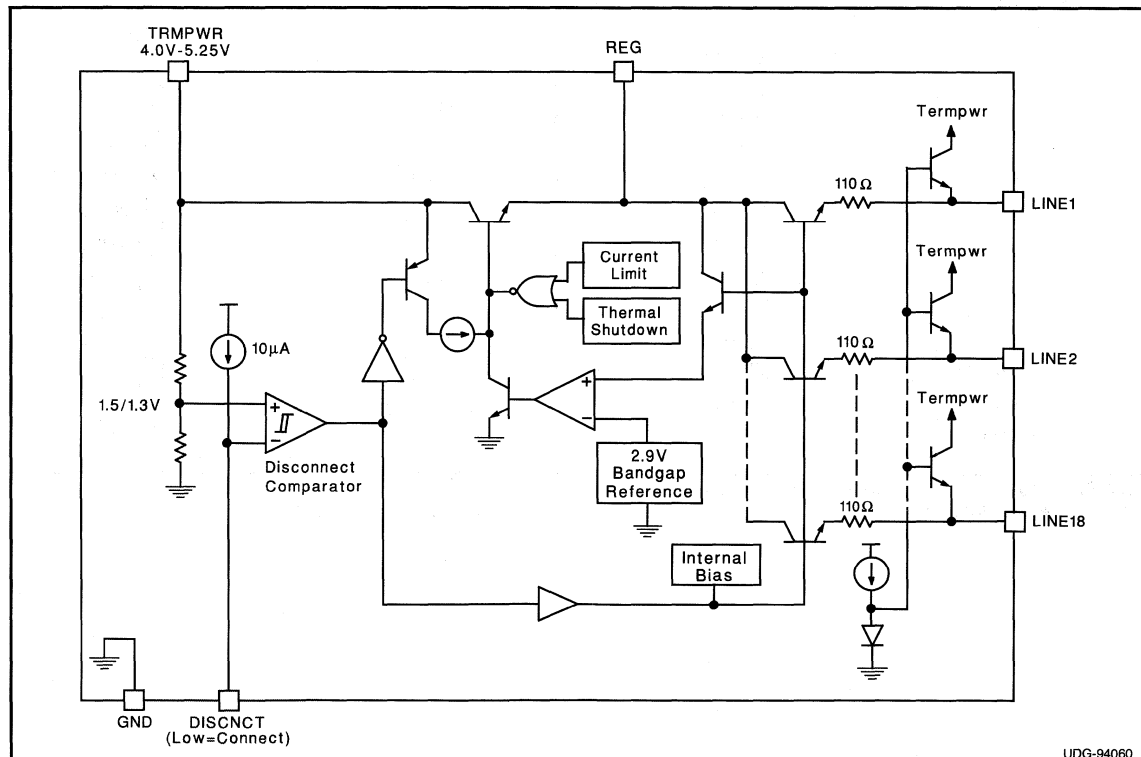 TRMPWR
4.0V-5.25V
REG
Termpwr
110Ω
LINE1
Current
Limit
Thermal
Shutdown
Termpwr
10µA
110Ω
LINE2
1.5/1.3V
+
-
Disconnect
Comparator
+
-
2.9V
Bandgap
Reference
Termpwr
110Ω
LINE18
Internal
Bias
GND
DISCNCT
(Low=Connect)
UDG-94060